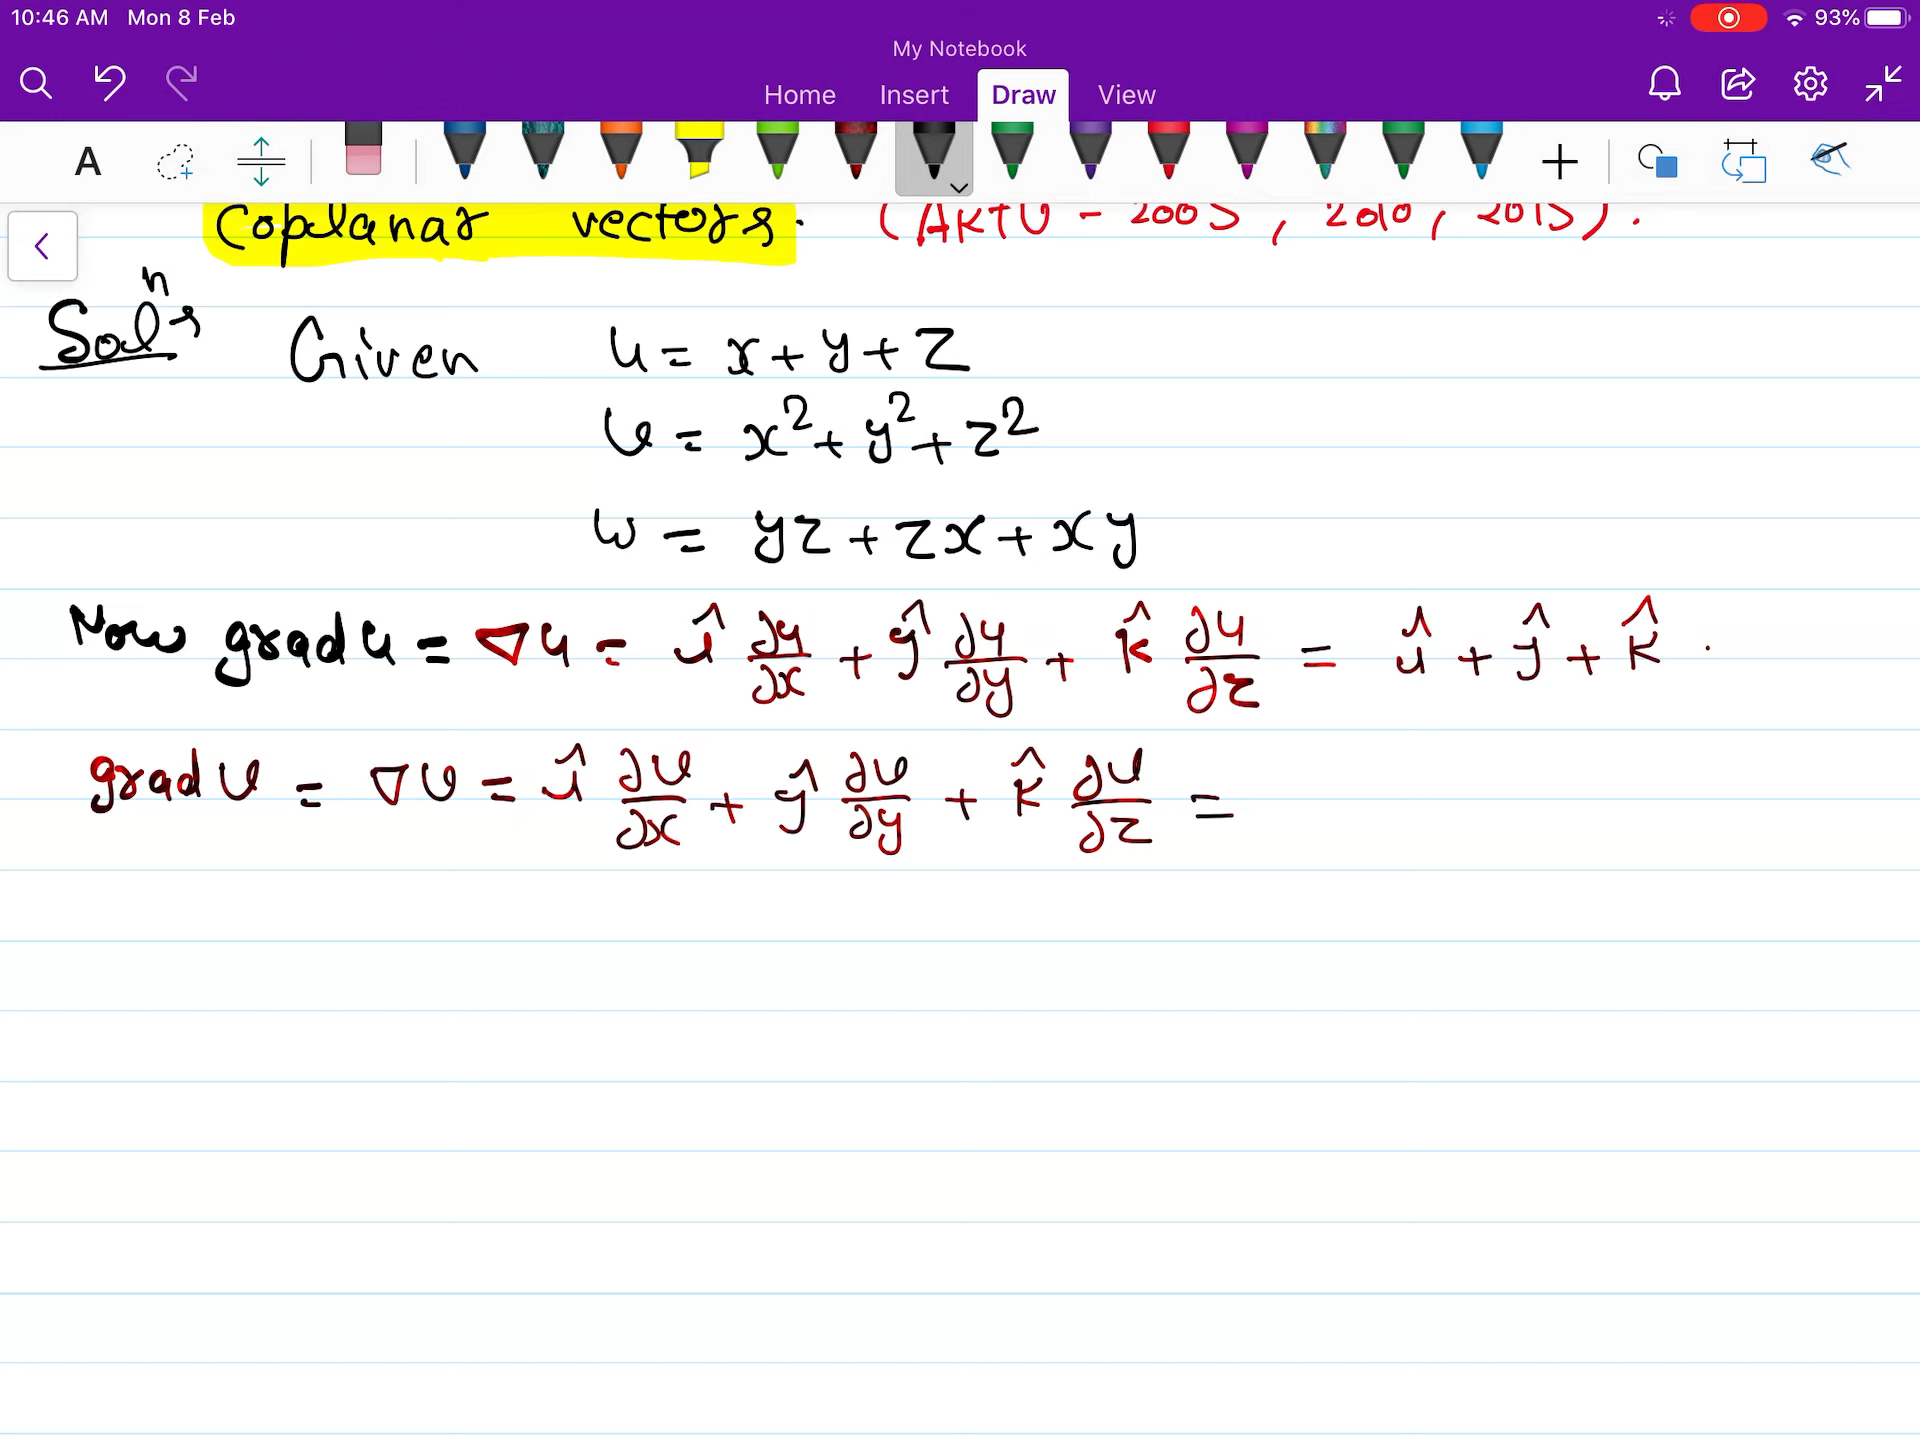 10:46 AM Mon 8 Feb
93%
My Notebook
Home Insert Draw View
A
Coplanar vectors. (AKTU - 2005, 2010, 2015).
Solⁿ:- Given u = x + y + z
v = x² + y² + z²
w = yz + zx + xy
Now grad u = ∇u = î ∂u/∂x + ĵ ∂u/∂y + k̂ ∂u/∂z = î + ĵ + k̂ .
grad v = ∇v = î ∂v/∂x + ĵ ∂v/∂y + k̂ ∂v/∂z =